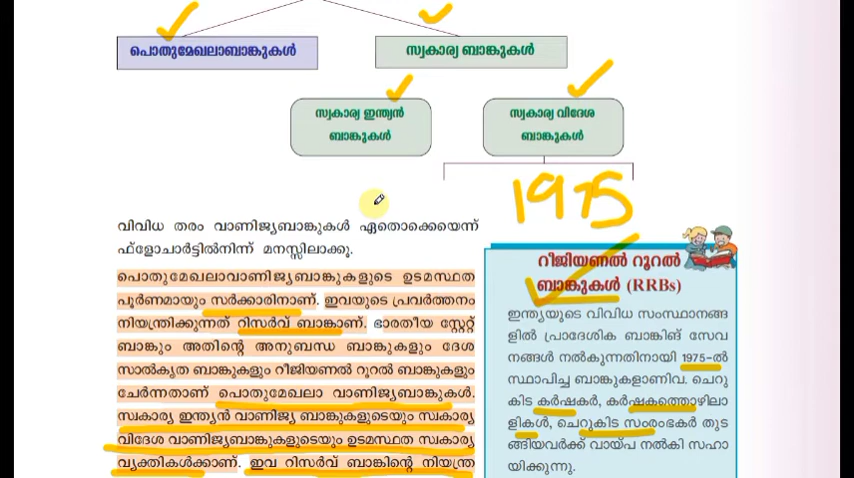 പൊതുമേഖലാബാങ്കുകൾ
സ്വകാര്യ ബാങ്കുകൾ
സ്വകാര്യ ഇന്ത്യൻ
ബാങ്കുകൾ
സ്വകാര്യ വിദേശ
ബാങ്കുകൾ
1975
വിവിധ തരം വാണിജ്യബാങ്കുകൾ ഏതൊക്കെയെന്ന്
ഫ്ളോചാർട്ടിൽനിന്ന് മനസ്സിലാക്കൂ.
പൊതുമേഖലാവാണിജ്യബാങ്കുകളുടെ ഉടമസ്ഥത
പൂർണമായും സർക്കാരിനാണ്. ഇവയുടെ പ്രവർത്തനം
നിയന്ത്രിക്കുന്നത് റിസർവ് ബാങ്കാണ്. ഭാരതീയ സ്റ്റേറ്റ്
ബാങ്കും അതിന്റെ അനുബന്ധ ബാങ്കുകളും ദേശ
സാൽകൃത ബാങ്കുകളും റീജിയണൽ റൂറൽ ബാങ്കുകളും
ചേർന്നതാണ് പൊതുമേഖലാ വാണിജ്യബാങ്കുകൾ.
സ്വകാര്യ ഇന്ത്യൻ വാണിജ്യ ബാങ്കുകളുടെയും സ്വകാര്യ
വിദേശ വാണിജ്യബാങ്കുകളുടെയും ഉടമസ്ഥത സ്വകാര്യ
വ്യക്തികൾക്കാണ്. ഇവ റിസർവ് ബാങ്കിന്റെ നിയന്ത്ര
റീജിയണൽ റൂറൽ
ബാങ്കുകൾ (RRBs)
ഇന്ത്യയുടെ വിവിധ സംസ്ഥാനങ്ങ
ളിൽ പ്രാദേശിക ബാങ്കിങ് സേവ
നങ്ങൾ നൽകുന്നതിനായി 1975-ൽ
സ്ഥാപിച്ച ബാങ്കുകളാണിവ. ചെറു
കിട കർഷകർ, കർഷകത്തൊഴിലാ
ളികൾ, ചെറുകിട സംരംഭകർ തുട
ങ്ങിയവർക്ക് വായ്പ നൽകി സഹാ
യിക്കുന്നു.